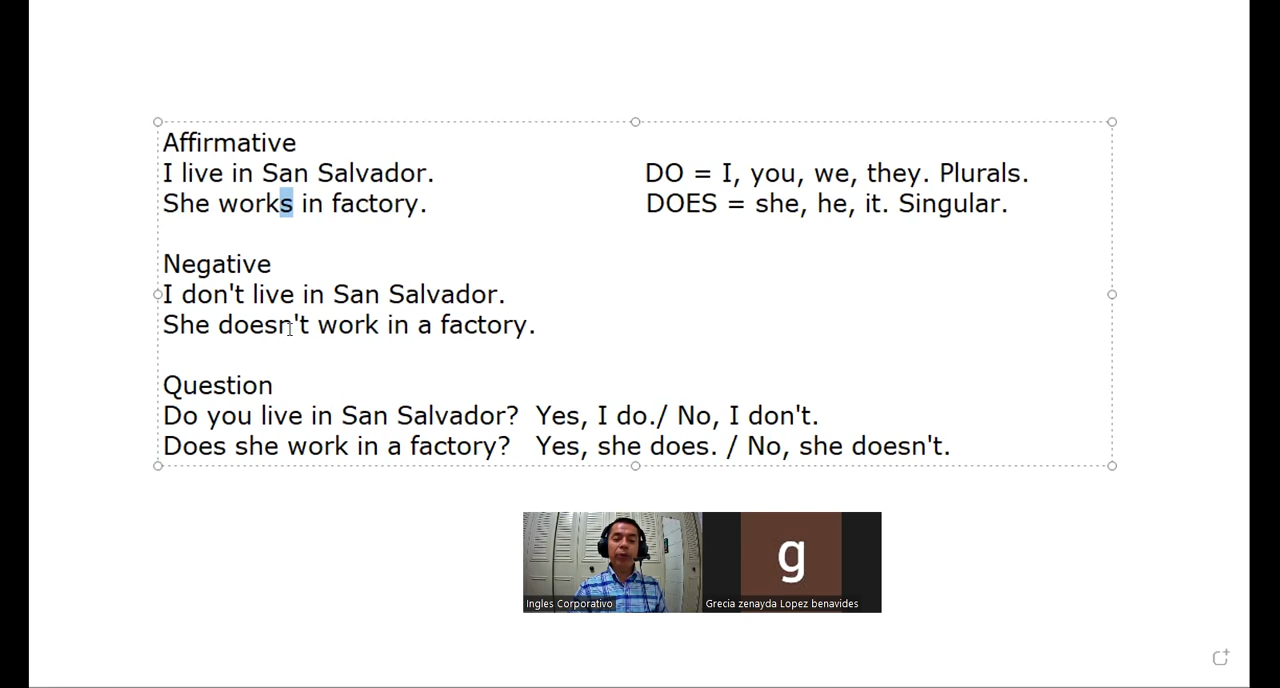 Affirmative
I live in San Salvador. DO = I, you, we, they. Plurals.
She works in factory. DOES = she, he, it. Singular.
Negative
I don't live in San Salvador.
She doesn't work in a factory.
Question
Do you live in San Salvador? Yes, I do./ No, I don't.
Does she work in a factory? Yes, she does. / No, she doesn't.
g
Ingles Corporativo
Grecia zenayda Lopez benavides